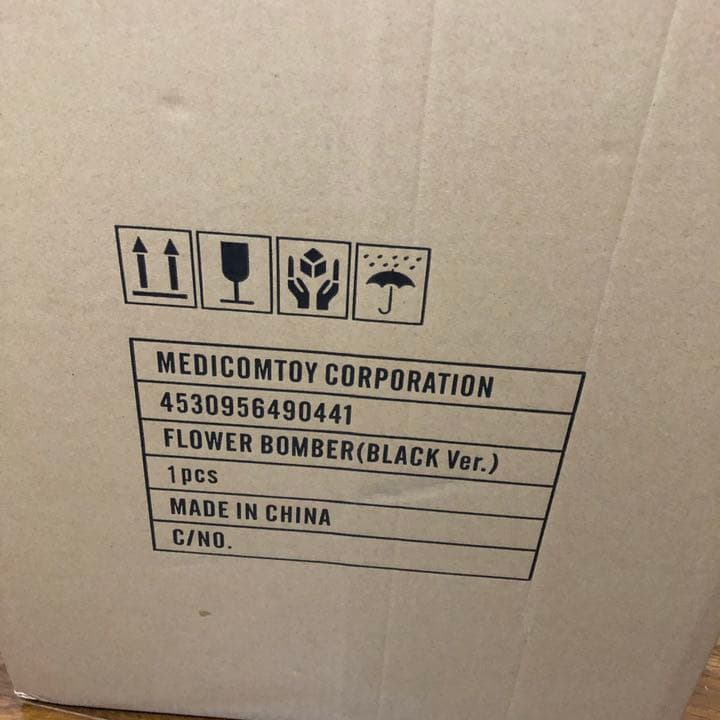 MEDICOMTOY CORPORATION
4530956490441
FLOWER BOMBER(BLACK Ver.)
1pcs
MADE IN CHINA
C/NO.